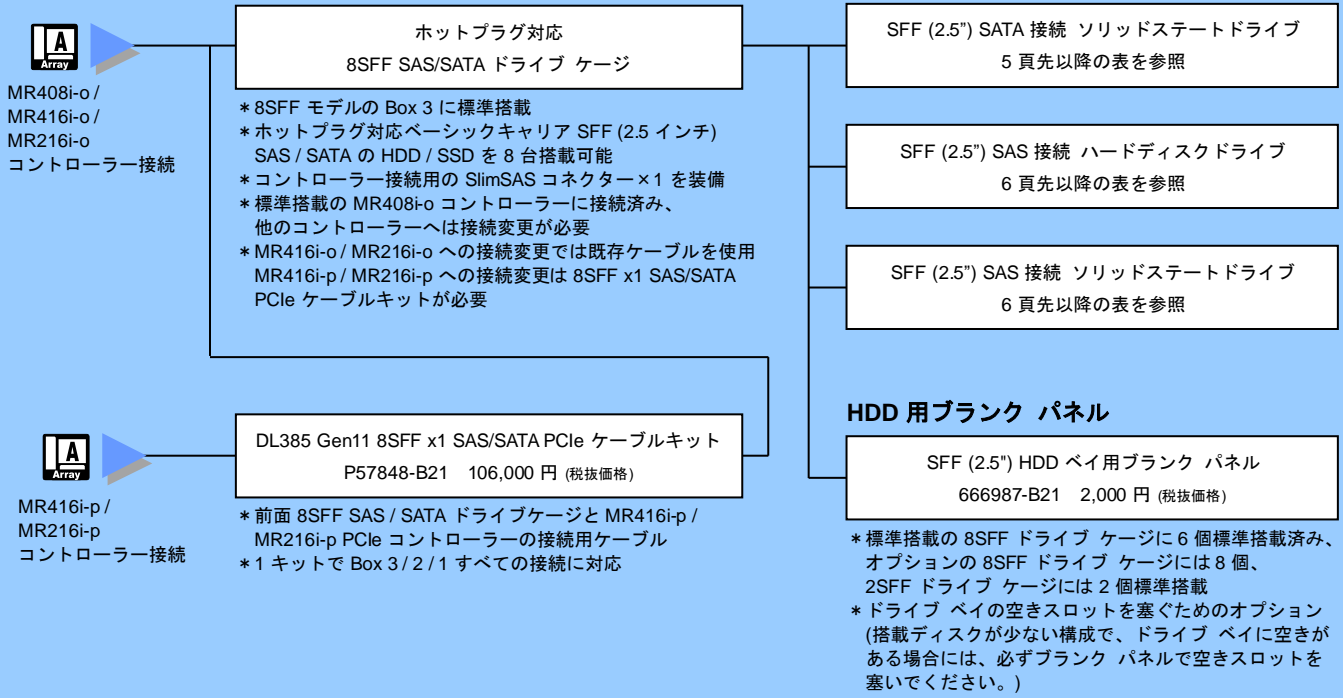 A
Array
MR408i-o /
MR416i-o /
MR216i-o
コントローラー接続
ホットプラグ対応
8SFF SAS/SATA ドライブ ケージ
*8SFF モデルの Box 3 に標準搭載
*ホットプラグ対応ベーシックキャリア SFF (2.5 インチ)
SAS / SATA の HDD / SSD を 8 台搭載可能
*コントローラー接続用の SlimSAS コネクター×1 を装備
*標準搭載の MR408i-o コントローラーに接続済み、
他のコントローラーへは接続変更が必要
*MR416i-o / MR216i-o への接続変更では既存ケーブルを使用
MR416i-p / MR216i-p への接続変更は 8SFF x1 SAS/SATA
PCIe ケーブルキットが必要
SFF (2.5”) SATA 接続 ソリッドステートドライブ
5 頁先以降の表を参照
SFF (2.5”) SAS 接続 ハードディスクドライブ
6 頁先以降の表を参照
SFF (2.5”) SAS 接続 ソリッドステートドライブ
6 頁先以降の表を参照
A
Array
MR416i-p /
MR216i-p
コントローラー接続
DL385 Gen11 8SFF x1 SAS/SATA PCIe ケーブルキット
P57848-B21 106,000 円 (税抜価格)
*前面 8SFF SAS / SATA ドライブケージと MR416i-p /
MR216i-p PCIe コントローラーの接続用ケーブル
*1 キットで Box 3 / 2 / 1 すべての接続に対応
HDD 用ブランク パネル
SFF (2.5") HDD ベイ用ブランク パネル
666987-B21 2,000 円 (税抜価格)
*標準搭載の 8SFF ドライブ ケージに 6 個標準搭載済み、
オプションの 8SFF ドライブ ケージには 8 個、
2SFF ドライブ ケージには 2 個標準搭載
*ドライブ ベイの空きスロットを塞ぐためのオプション
(搭載ディスクが少ない構成で、ドライブ ベイに空きが
ある場合には、必ずブランク パネルで空きスロットを
塞いでください。)